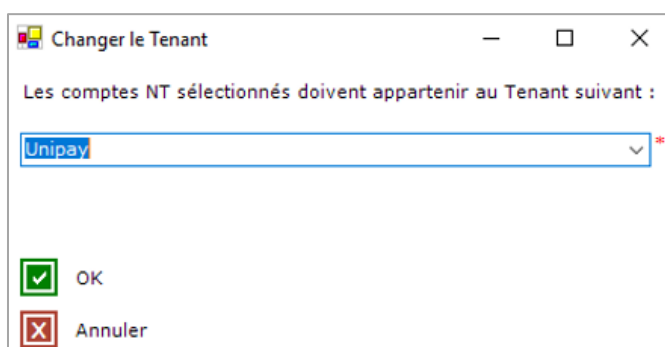 Changer le Tenant
Les comptes NT sélectionnés doivent appartenir au Tenant suivant :
Unipay
*
OK
Annuler